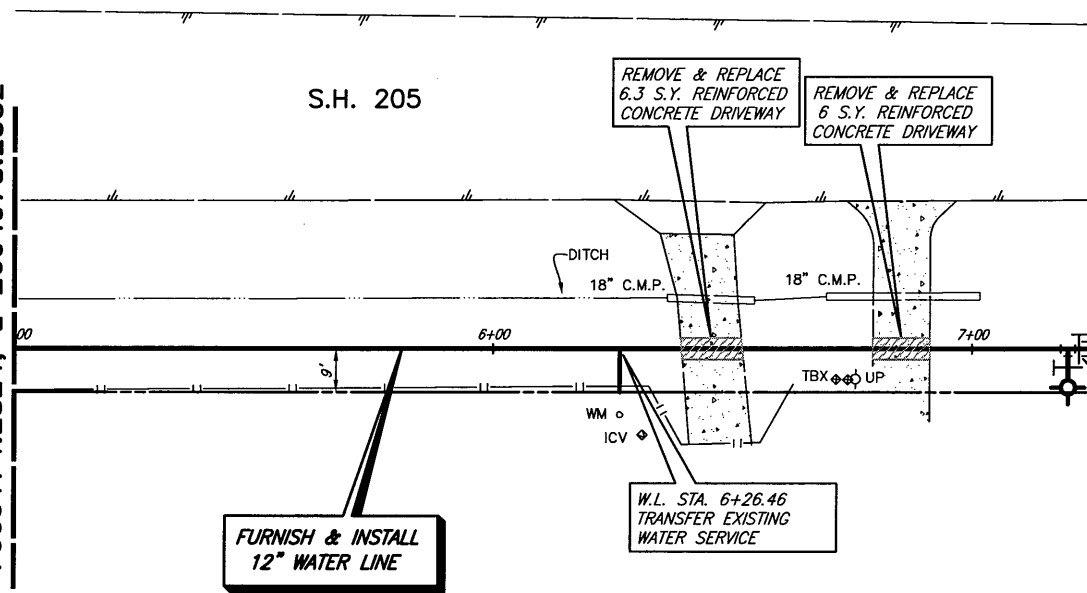 S.H. 205
REMOVE & REPLACE
6.3 S.Y. REINFORCED
CONCRETE DRIVEWAY
REMOVE & REPLACE
6 S.Y. REINFORCED
CONCRETE DRIVEWAY
DITCH
18" C.M.P.
18" C.M.P.
00
6+00
7+00
9'
TBX
UP
WM
ICV
W.L. STA. 6+26.46
TRANSFER EXISTING
WATER SERVICE
FURNISH & INSTALL
12" WATER LINE